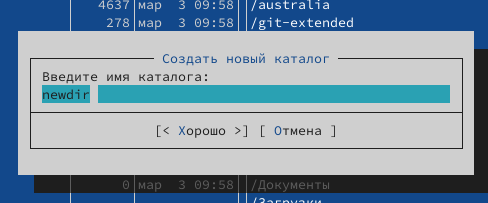 4637 мар 3 09:58 /australia
278 мар 3 09:58 /git-extended
Создать новый каталог
Введите имя каталога:
newdir
[< Хорошо >] [ Отмена ]
0 мар 3 09:58 /Документы
/Загрузки